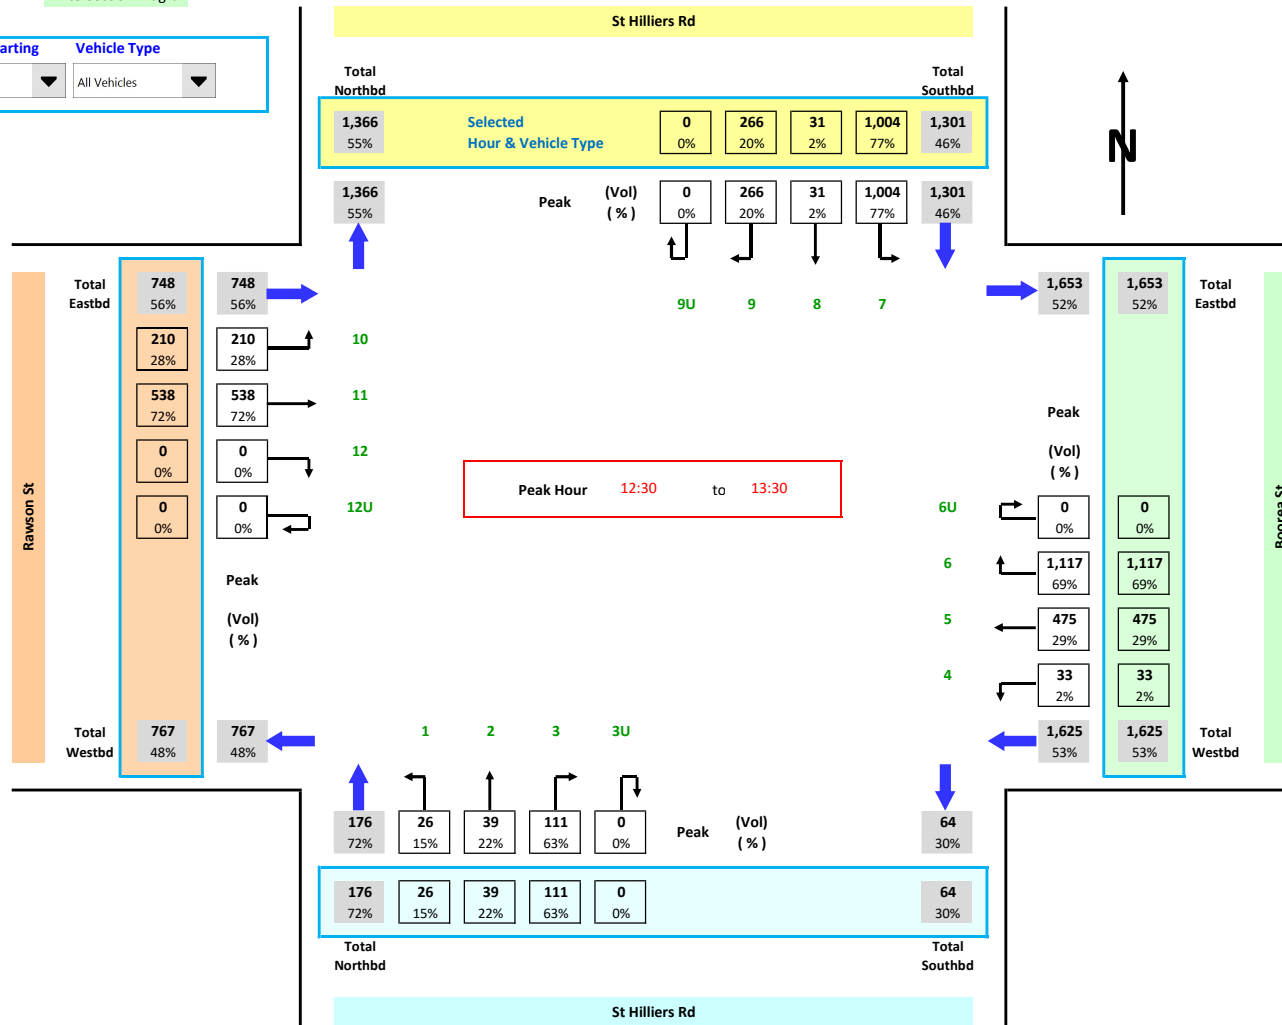 St Hilliers Rd
arting Vehicle Type
All Vehicles
Total
Northbd
Total
Southbd
1,366 Selected 0 266 31 1,004 1,301
55% Hour & Vehicle Type 0% 20% 2% 77% 46%
1,366 Peak (Vol) 0 266 31 1,004 1,301
55% ( % ) 0% 20% 2% 77% 46%
N
Total 748 748 1,653 1,653 Total
Eastbd 56% 56% 52% 52% Eastbd
9U 9 8 7
210 210 10
28% 28%
538 538 11
72% 72%
Peak
0 0 12 (Vol)
0% 0% ( % )
Peak Hour 12:30 to 13:30
0 0 12U 6U 0 0
0% 0% 0% 0%
Rawson St
Boorea St
6 1,117 1,117
69% 69%
Peak
(Vol)
( % )
5 475 475
29% 29%
4 33 33
2% 2%
Total 767 767 1 2 3 3U 1,625 1,625 Total
Westbd 48% 48% 53% 53% Westbd
176 26 39 111 0 Peak (Vol) 64
72% 15% 22% 63% 0% ( % ) 30%
176 26 39 111 0 64
72% 15% 22% 63% 0% 30%
Total
Northbd
Total
Southbd
St Hilliers Rd